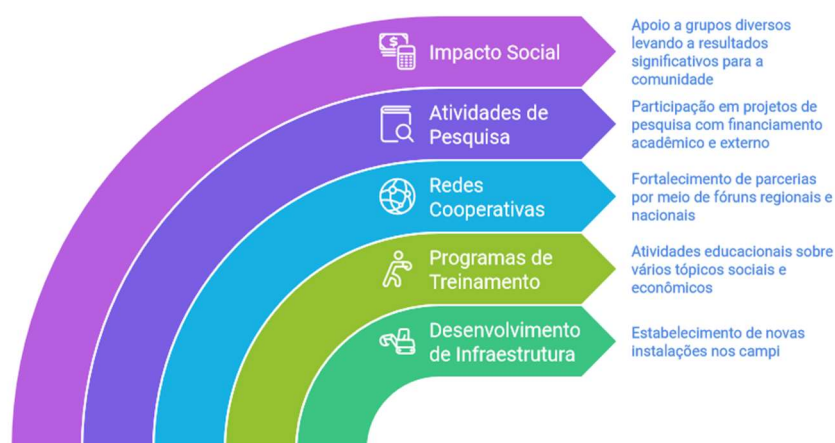 Impacto Social
Apoio a grupos diversos
levando a resultados
significativos para a
comunidade
Atividades de
Pesquisa
Participação em projetos de
pesquisa com financiamento
acadêmico e externo
Redes
Cooperativas
Fortalecimento de parcerias
por meio de fóruns regionais e
nacionais
Programas de
Treinamento
Atividades educacionais sobre
vários tópicos sociais e
econômicos
Desenvolvimento
de Infraestrutura
Estabelecimento de novas
instalações nos campi